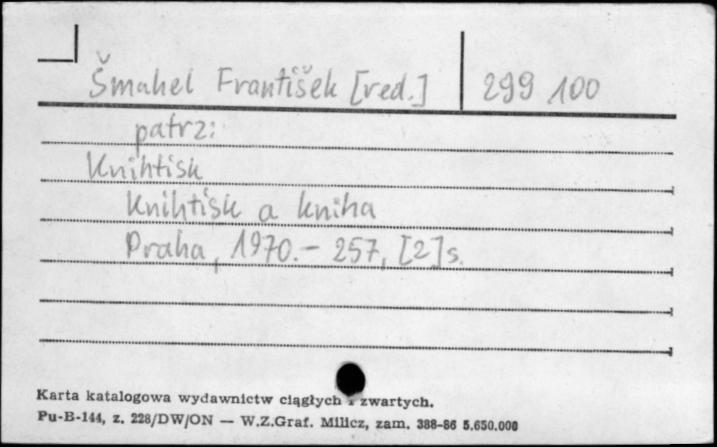 Šmahel František [red.] 299 100
patrz:
Knihtisk
Knihtisk a kniha
Praha, 1970. – 257, [2] s.
Karta katalogowa wydawnictw ciągłych i zwartych.
Pu-B-144, z. 228/DW/ON — W.Z.Graf. Milicz, zam. 388-86 5.650.000